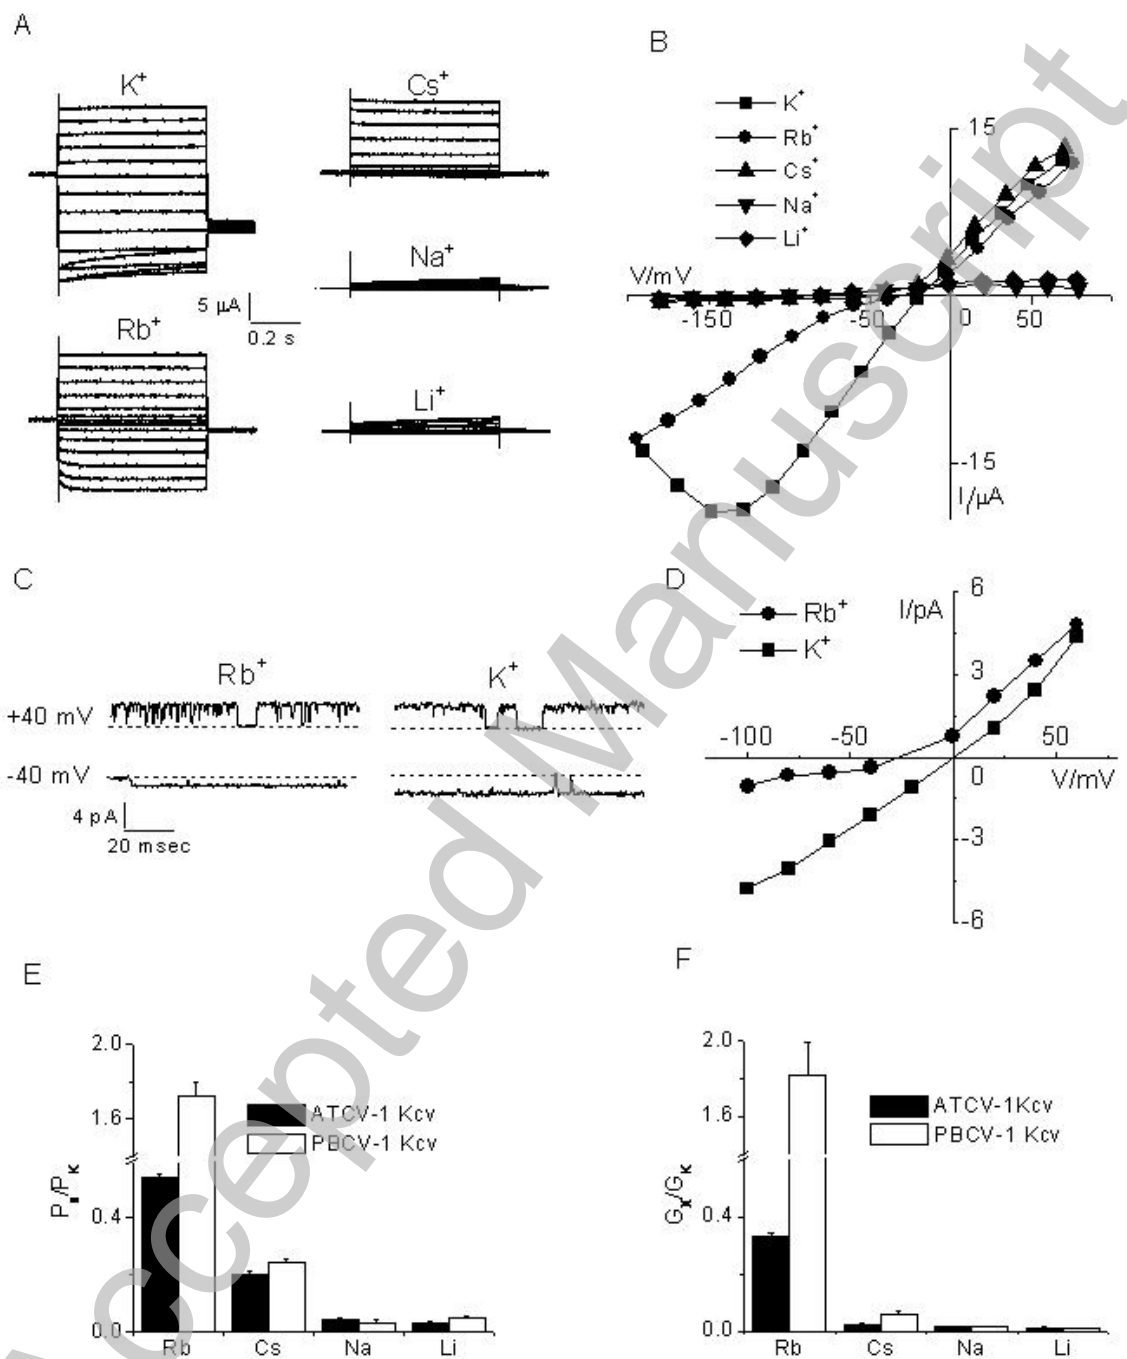 A
K⁺
Cs⁺
Na⁺
5 µA
0.2 s
Rb⁺
Li⁺
B
K⁺
Rb⁺
Cs⁺
Na⁺
Li⁺
15
V/mV
-150
-50
0
50
-15
I/µA
C
Rb⁺
K⁺
+40 mV
-40 mV
4 pA
20 msec
D
Rb⁺
K⁺
I/pA
6
3
-100
-50
50
0
V/mV
-3
-6
E
2.0
1.6
0.4
0.0
ATCV-1 Kcv
PBCV-1 Kcv
Rb
Cs
Na
Li
F
2.0
1.6
0.4
0.0
Gₓ/Gₖ
ATCV-1Kcv
PBCV-1 Kcv
Rb
Cs
Na
Li
Accepted Manuscript